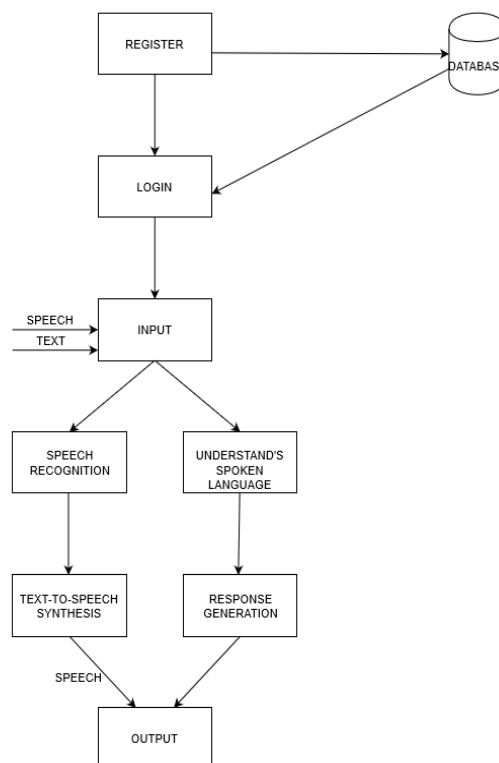 REGISTER
DATABAS
LOGIN
SPEECH
TEXT
INPUT
SPEECH
RECOGNITION
UNDERSTAND'S
SPOKEN
LANGUAGE
TEXT-TO-SPEECH
SYNTHESIS
RESPONSE
GENERATION
SPEECH
OUTPUT